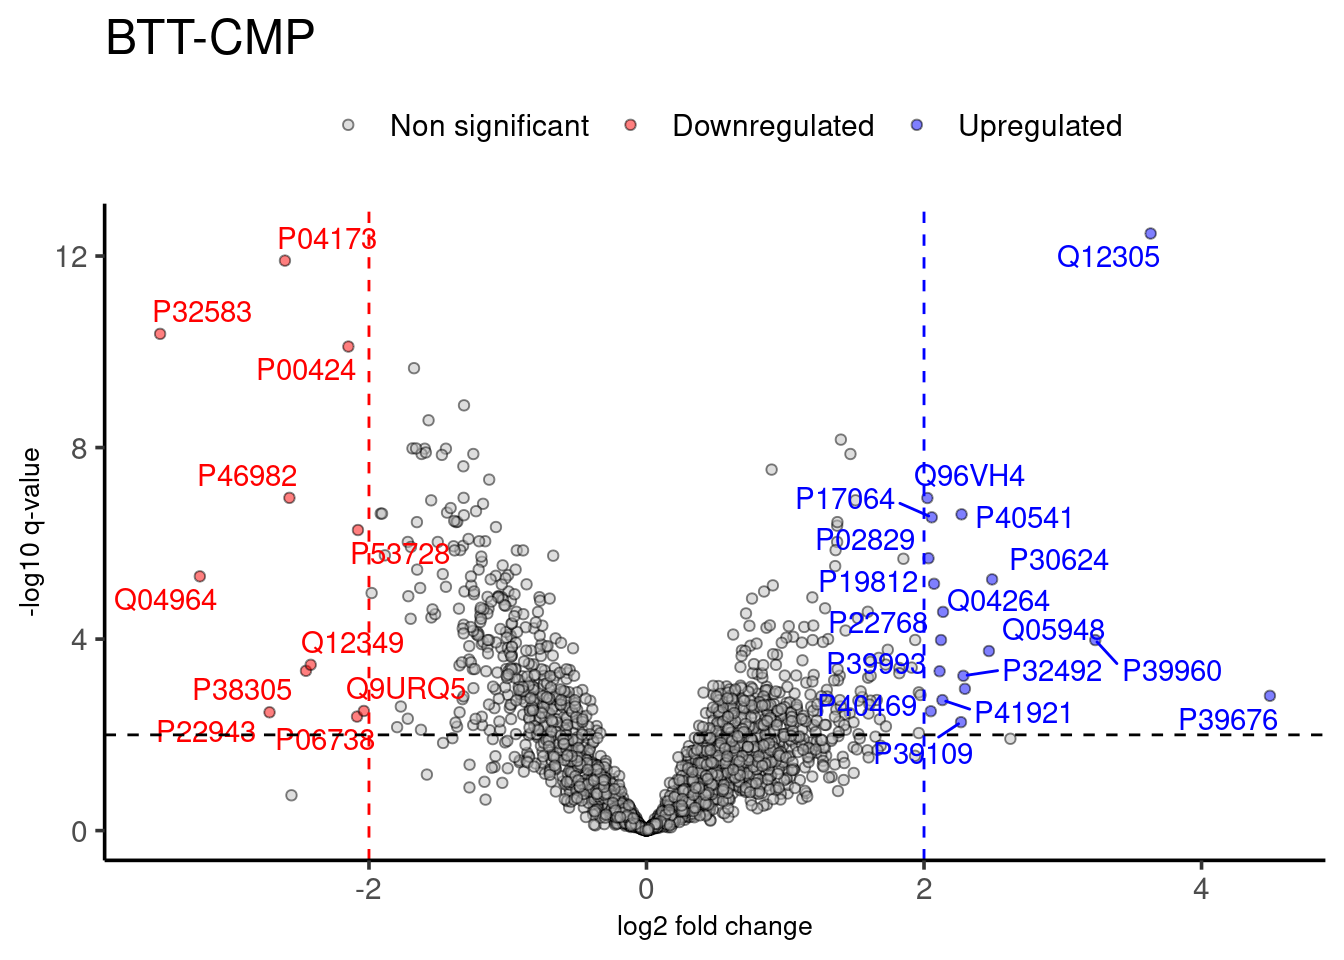 BTT-CMP
Non significant Downregulated Upregulated
P04173
Q12305
P32583
P00424
P46982
Q96VH4
P17064
P40541
P02829
P53728
P30624
P19812
Q04964
Q04264
P22768
Q05948
Q12349
P39993
P32492
P39960
P38305
Q9URQ5
P40469
P41921
P39676
P22943
P06738
P39109
12
8
4
0
-2
0
2
4
-log10 q-value
log2 fold change